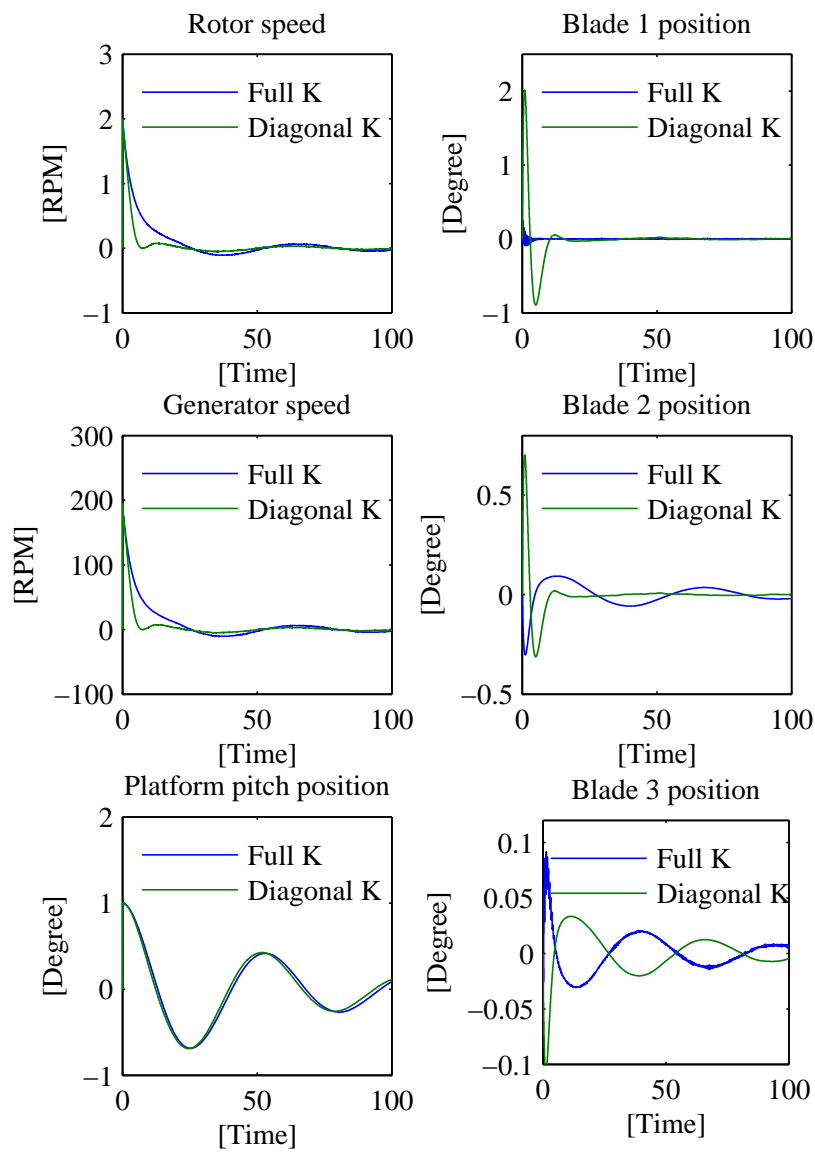 Rotor speed
3
2
1
0
−1
[RPM]
Full K
Diagonal K
0
50
100
[Time]
Blade 1 position
2
1
0
−1
[Degree]
Full K
Diagonal K
0
50
100
[Time]
Generator speed
300
200
100
0
−100
[RPM]
Full K
Diagonal K
0
50
100
[Time]
Blade 2 position
0.5
0
−0.5
[Degree]
Full K
Diagonal K
0
50
100
[Time]
Platform pitch position
2
1
0
−1
[Degree]
Full K
Diagonal K
0
50
100
[Time]
Blade 3 position
0.1
0.05
0
−0.05
−0.1
[Degree]
Full K
Diagonal K
0
50
100
[Time]